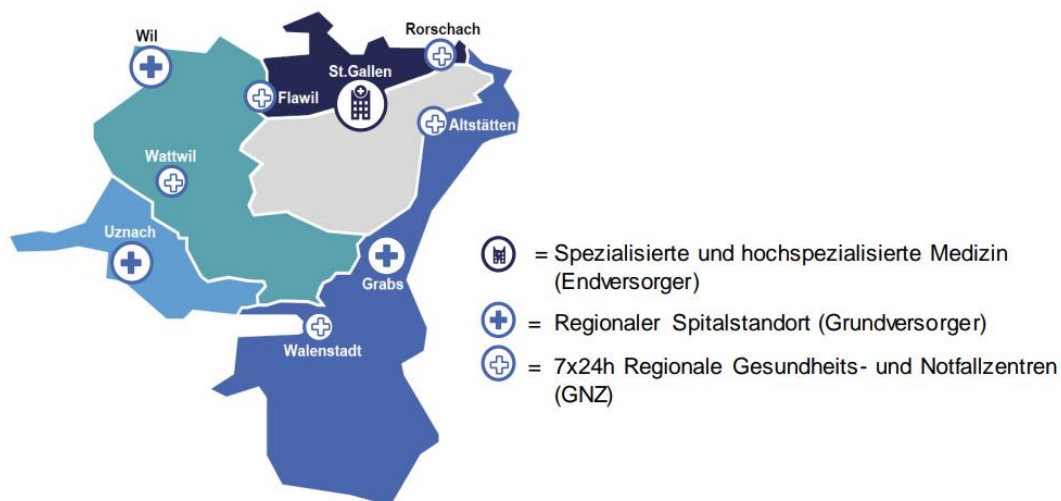 Wil
Rorschach
St.Gallen
Flawil
Altstätten
Wattwil
Uznach
Grabs
Walenstadt
= Spezialisierte und hochspezialisierte Medizin
(Endversorger)
= Regionaler Spitalstandort (Grundversorger)
= 7x24h Regionale Gesundheits- und Notfallzentren
(GNZ)